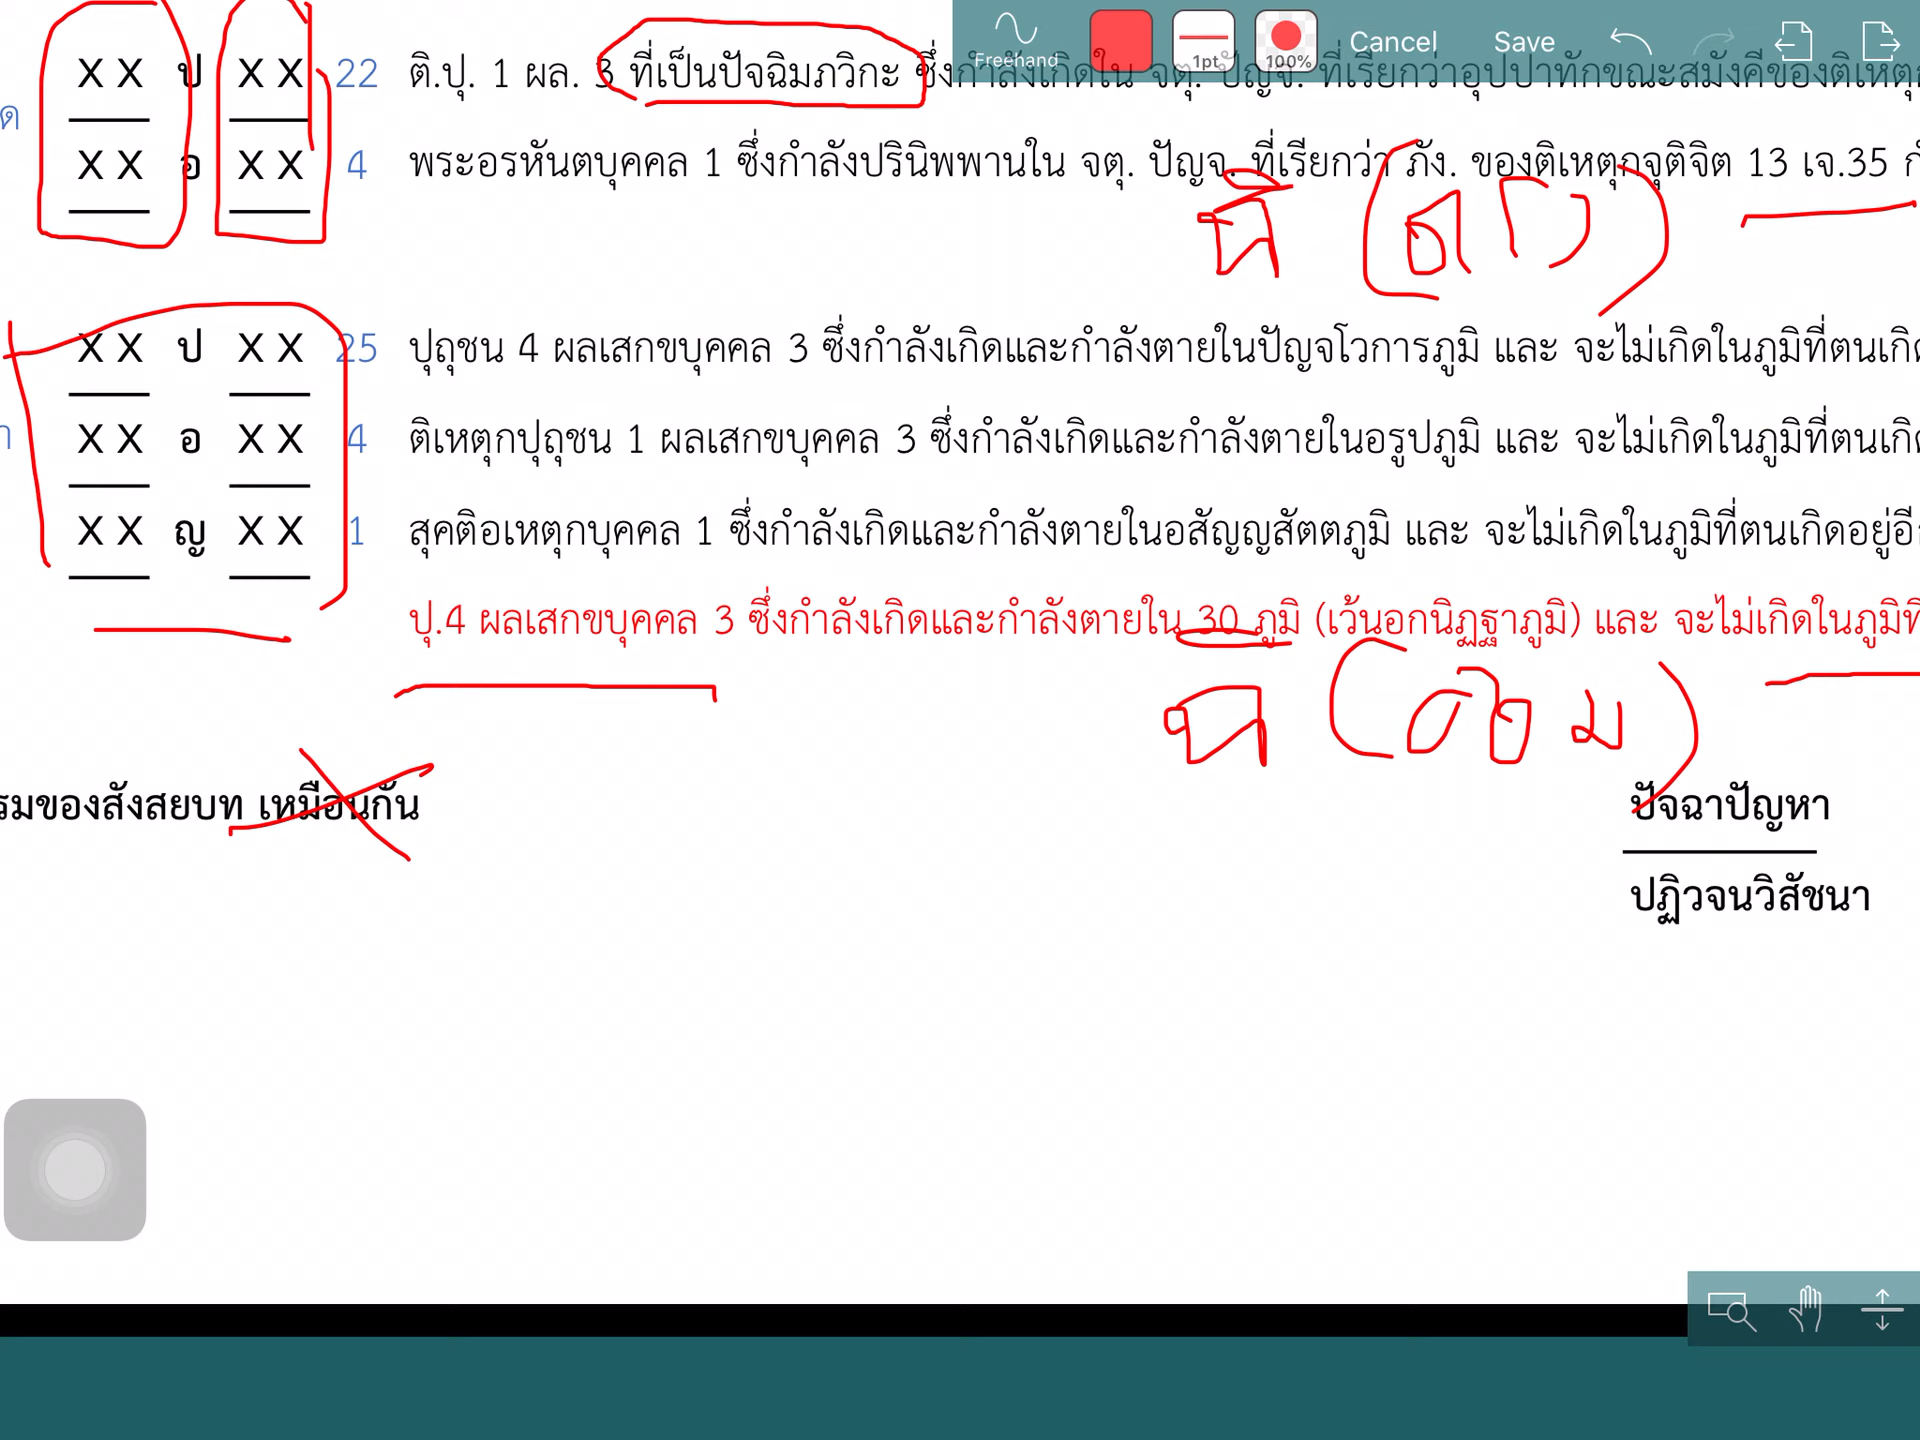 Freehand 1pt 100% Cancel Save
X X ป X X 22 ติ.ปุ. 1 ผล. 3 ที่เป็นปัจฉิมภวิกะ ซึ่งกำลังเกิดใน จตุ. ปัญจ. ที่เรียกว่าอุปปาทักขณะสมังคีของติเหตุ
ด
X X อ X X 4 พระอรหันตบุคคล 1 ซึ่งกำลังปรินิพพานใน จตุ. ปัญจ. ที่เรียกว่า ภัง. ของติเหตุกจุติจิต 13 เจ.35
X X ป X X 25 ปุถุชน 4 ผลเสกขบุคคล 3 ซึ่งกำลังเกิดและกำลังตายในปัญจโวการภูมิ และ จะไม่เกิดในภูมิที่ตนเกิด
X X อ X X 4 ติเหตุกปุถุชน 1 ผลเสกขบุคคล 3 ซึ่งกำลังเกิดและกำลังตายในอรูปภูมิ และ จะไม่เกิดในภูมิที่ตนเกิด
X X ญ X X 1 สุคติอเหตุกบุคคล 1 ซึ่งกำลังเกิดและกำลังตายในอสัญญสัตตภูมิ และ จะไม่เกิดในภูมิที่ตนเกิดอยู่อี
ปุ.4 ผลเสกขบุคคล 3 ซึ่งกำลังเกิดและกำลังตายใน 30 ภูมิ (เว้นอกนิฏฐาภูมิ) และ จะไม่เกิดในภูมิที่
รมของสังสยบท เหมือนกัน
ปัจฉาปัญหา
ปฏิวจนวิสัชนา